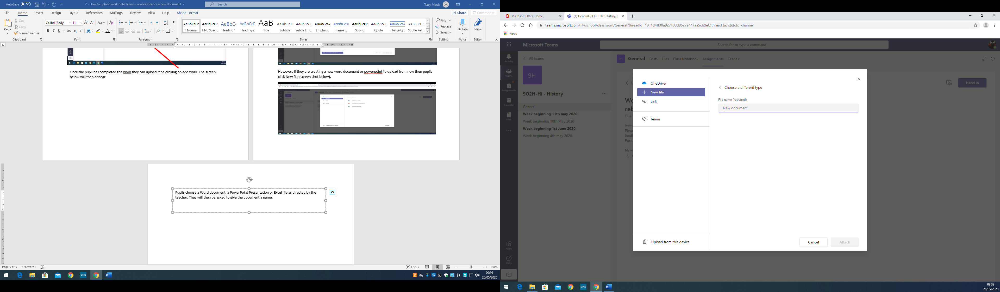 AutoSave Off
2 - How to upload work onto Teams - a worksheet or a new document
Search
Tracy Mault
File Home Insert Design Layout References Mailings Review View Help Shape Format
Share Comments
Paste
Cut
Copy
Format Painter
Calibri (Body) 11
AaBbCcDc AaBbCcDc AaBbCc AaBbCcC AaB AaBbCcD AaBbCcDc AaBbCcDc AaBbCcDc AaBbCcDc AaBbCcDc AaBbCcDc AABBCCDC
¶ Normal ¶ No Spac... Heading 1 Heading 2 Title Subtitle Subtle Em... Emphasis Intense E... Strong Quote Intense Q... Subtle Ref...
Find
Replace
Select
Dictate
Editor
Clipboard Font Paragraph Styles Editing Voice Editor
Once the pupil has completed the work they can upload it be clicking on add work. The screen
below will then appear.
However, if they are creating a new word document or powerpoint to upload from new then pupils
click New file (screen shot below).
Pupils choose a Word document, a PowerPoint Presentation or Excel file as directed by the
teacher. They will then be asked to give the document a name.
Page 5 of 5 476 words
Focus
100%
09:39
26/05/2020
Microsoft Office Home
(1) General (9O2H-Hi - History) |
teams.microsoft.com/_#/school/classroom/General?threadId=19:f1d4ff30a927400d9627a447aa5cf2fe@thread.tacv2&ctx=channel
Apps
Microsoft Teams
Search for or type a command
Activity
Teams
Assignments
Calendar
Files
Apps
Help
All teams
9H
9O2H-Hi - History
General
Week beginning 11th may 2020
Week beginning 18th May 2020
Week beginning 1st June 2020
Week beginning 4th may 2020
9H General Posts Files Class Notebook Assignments Grades
Hand in
OneDrive
New file
Link
Teams
Upload from this device
Choose a different type
File name (required)
New document
Cancel Attach
09:39
26/05/2020